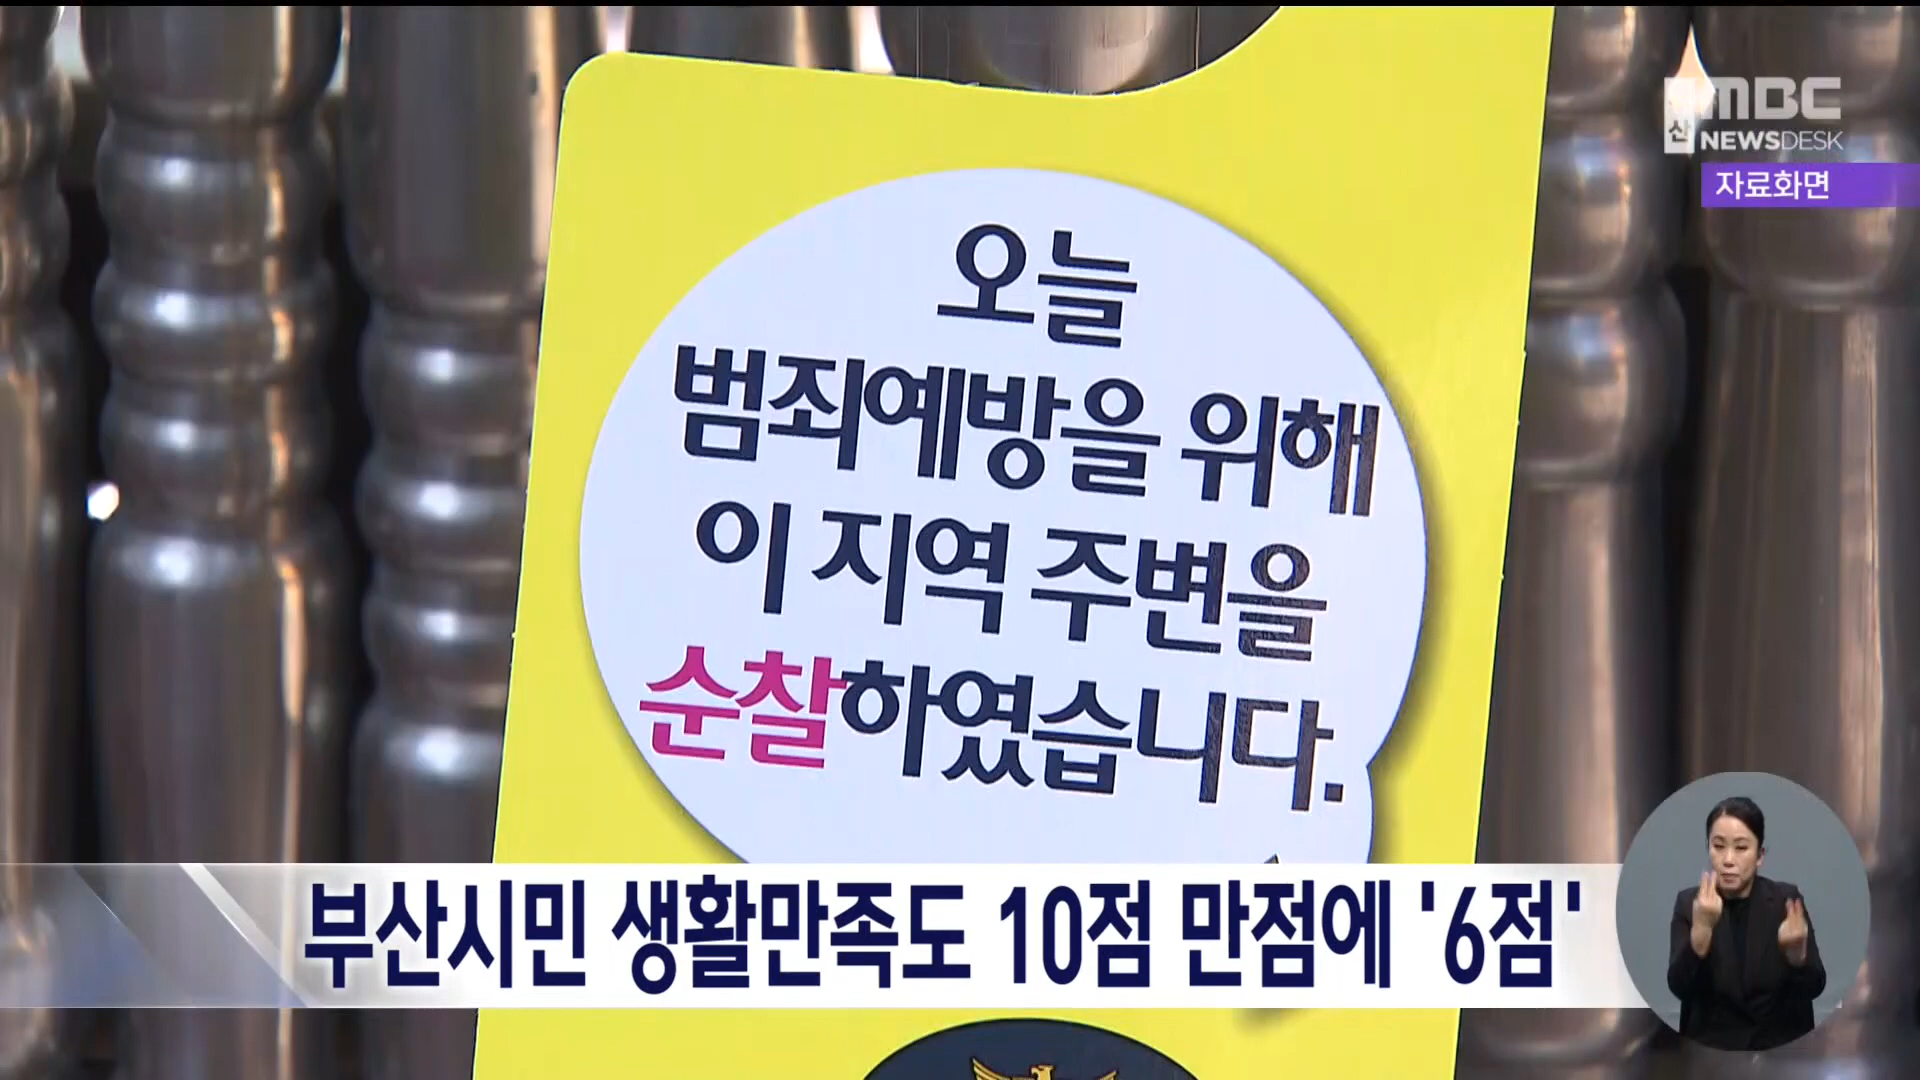 MBC
산 NEWSDESK
자료화면
오늘
범죄예방을 위해
이 지역 주변을
순찰하였습니다.
부산시민 생활만족도 10점 만점에 '6점'